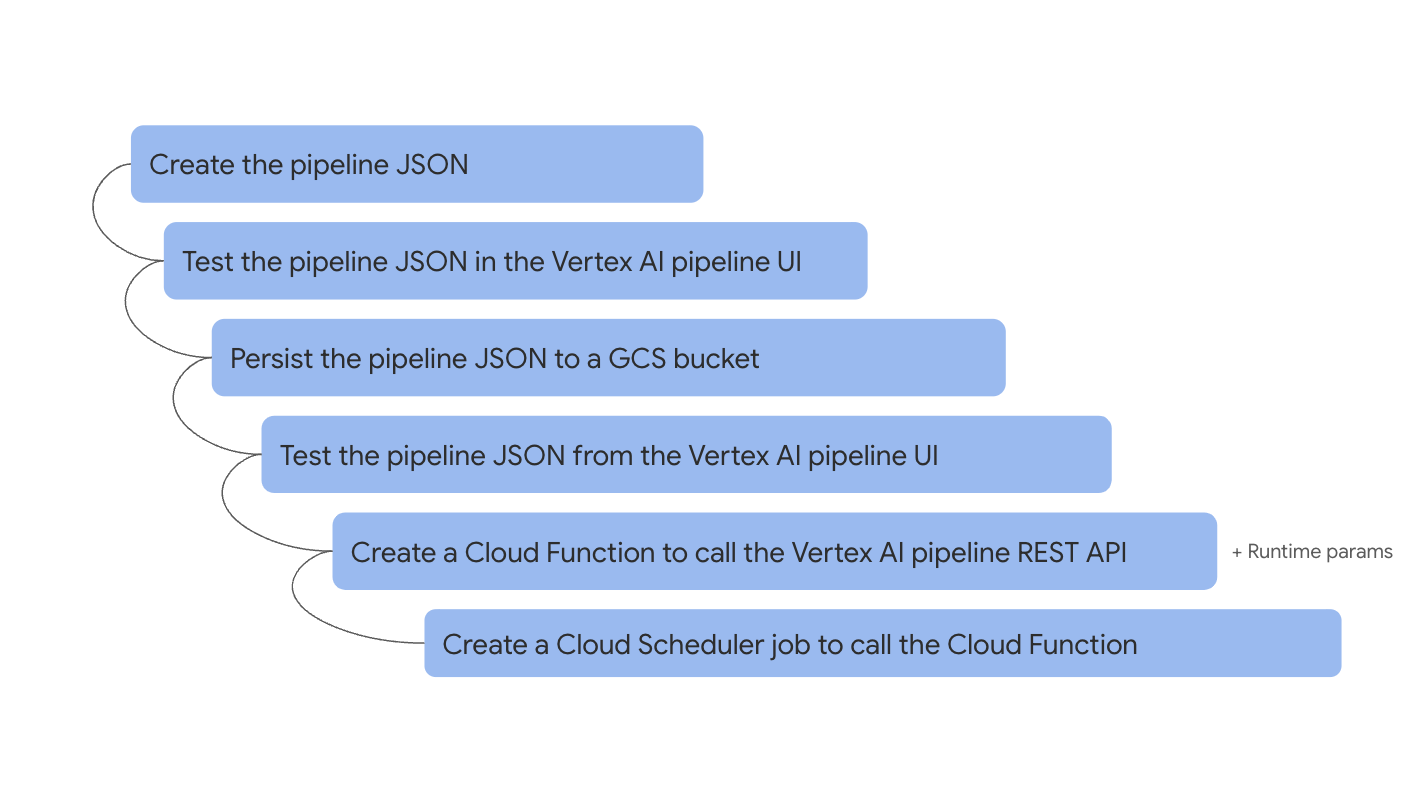 Create the pipeline JSON
Test the pipeline JSON in the Vertex AI pipeline UI
Persist the pipeline JSON to a GCS bucket
Test the pipeline JSON from the Vertex AI pipeline UI
Create a Cloud Function to call the Vertex AI pipeline REST API
+ Runtime params
Create a Cloud Scheduler job to call the Cloud Function